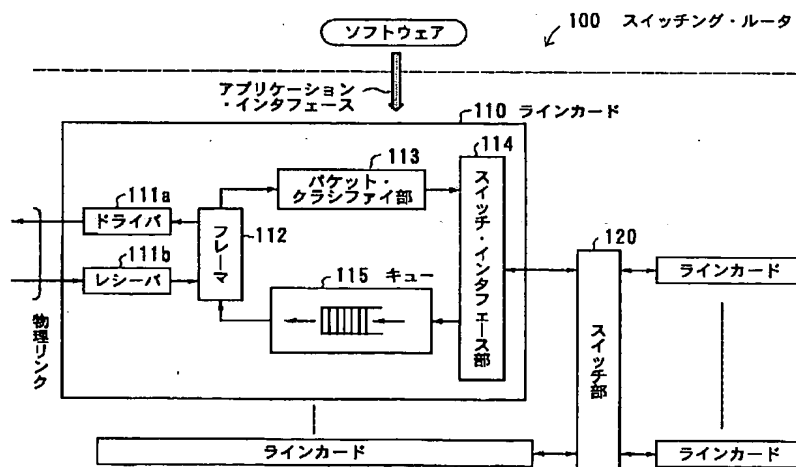 ソフトウェア
100 スイッチング・ルータ
アプリケーション
・インタフェース
110 ラインカード
114
113
パケット・
クラシファイ部
スイッチ・インタフェース部
111a
ドライバ
フレーマ
112
111b
レシーバ
物理リンク
115 キュー
120
スイッチ部
ラインカード
ラインカード
ラインカード